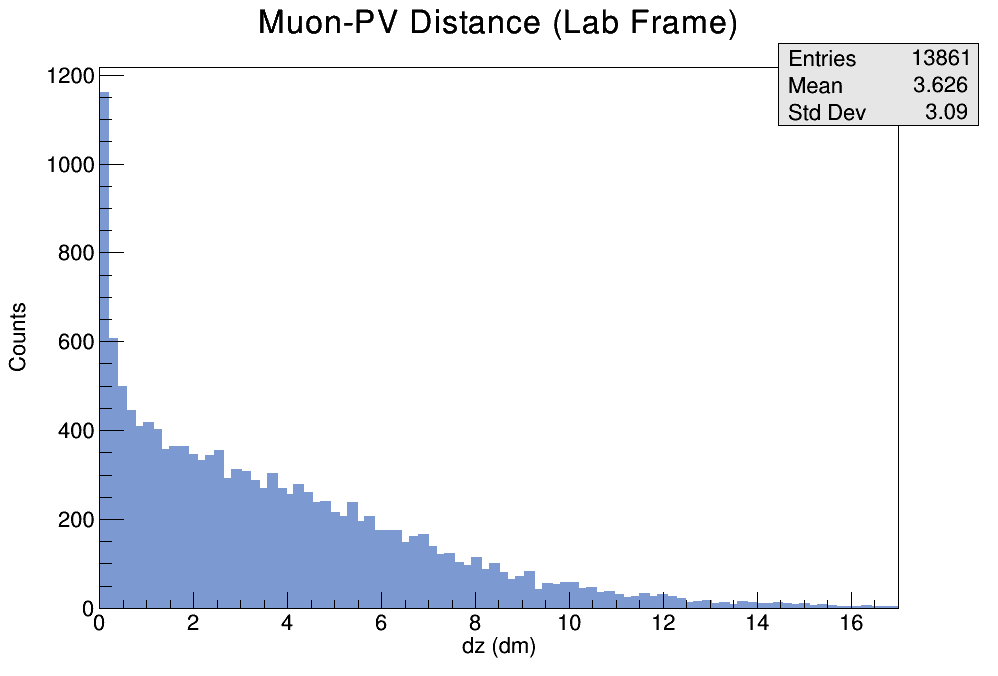 Muon-PV Distance (Lab Frame)
Entries 13861
Mean 3.626
Std Dev 3.09
1200
1000
800
600
400
200
0
Counts
0 2 4 6 8 10 12 14 16
dz (dm)